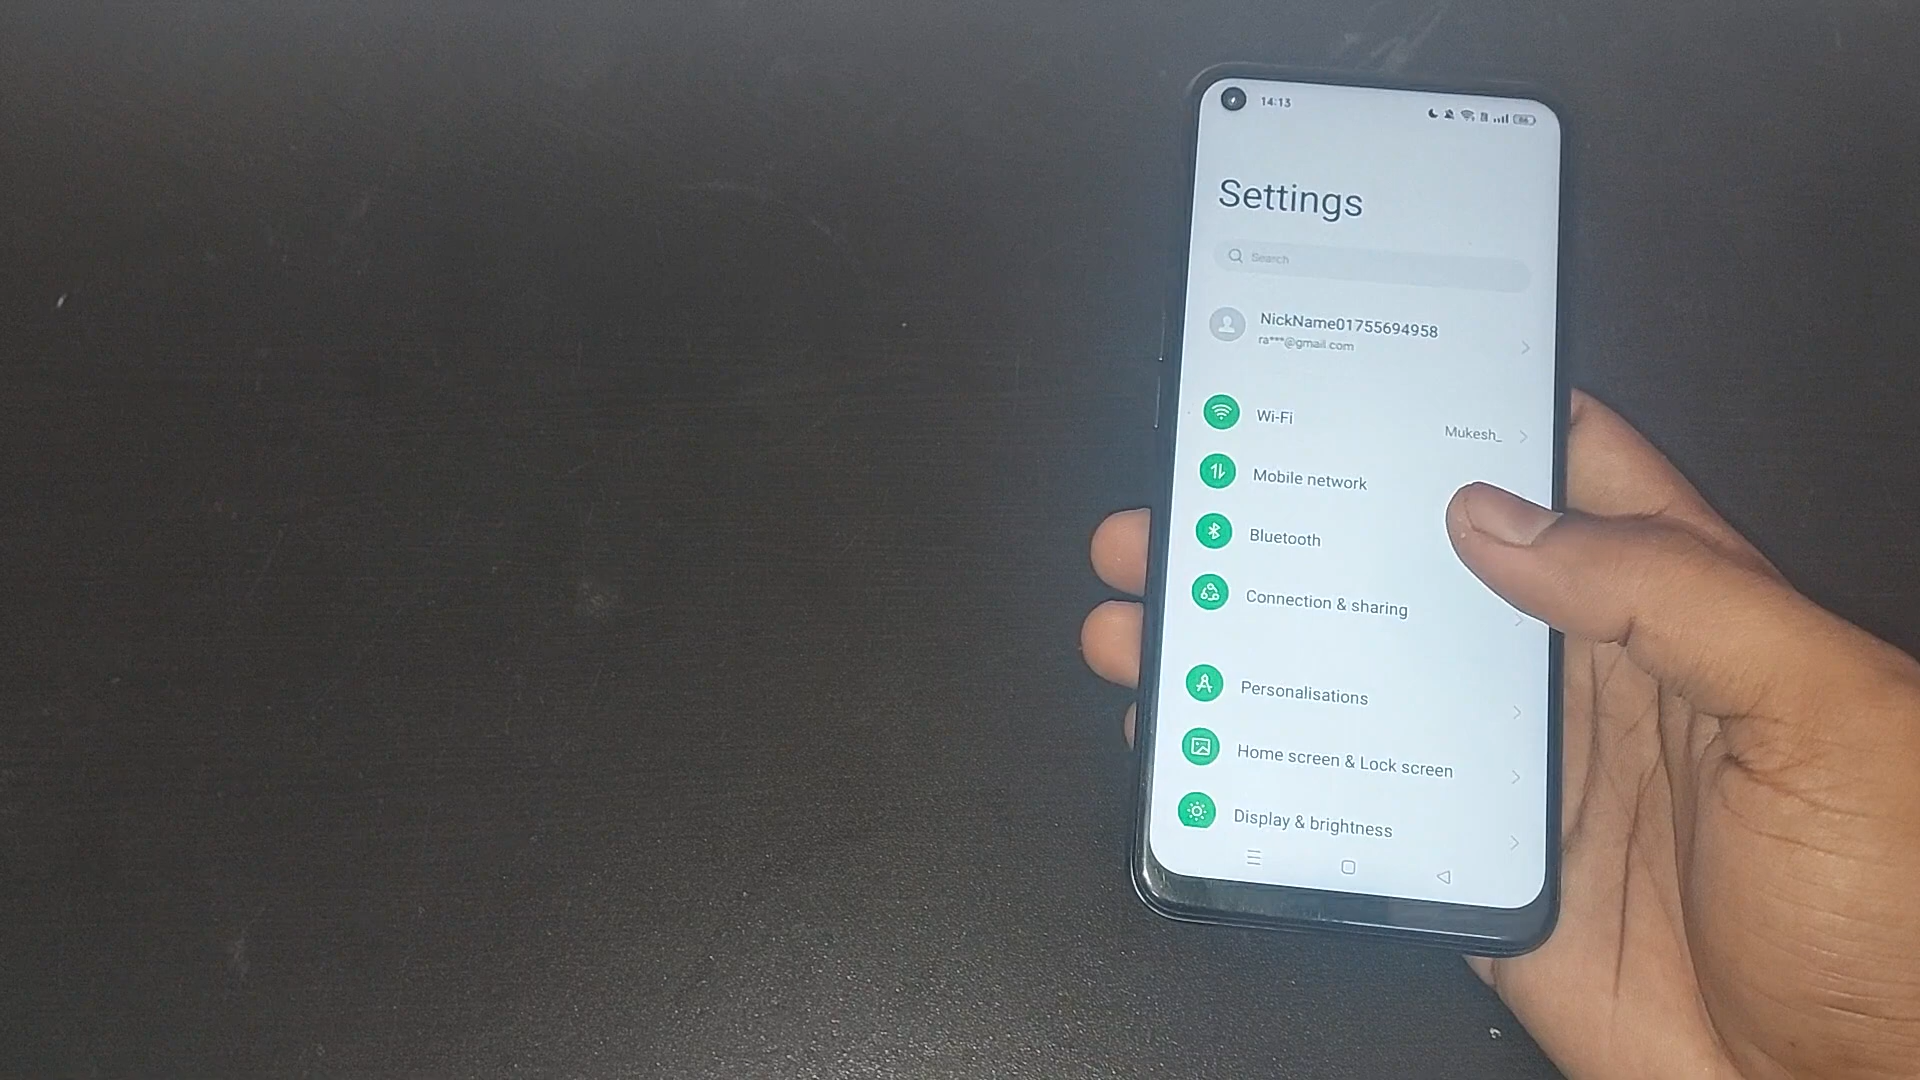 14:13
86
Settings
Search
NickName01755694958
ra***@gmail.com
Wi-Fi
Mukesh_
Mobile network
Bluetooth
Connection & sharing
Personalisations
Home screen & Lock screen
Display & brightness